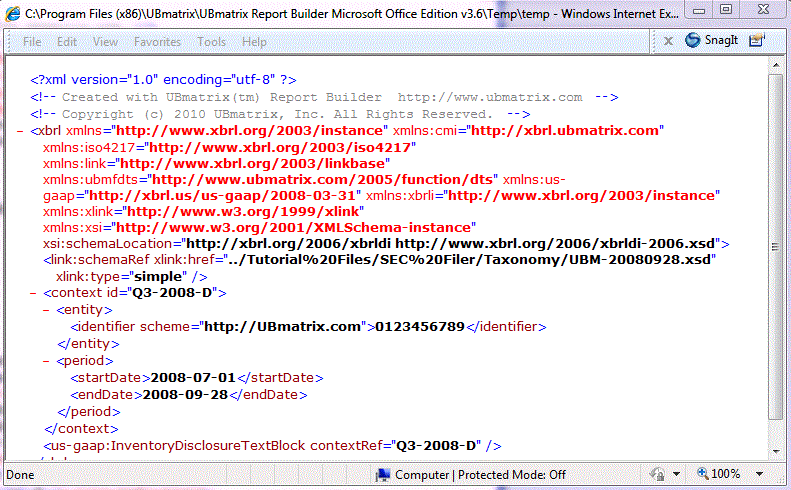 C:\Program Files (x86)\UBmatrix\UBmatrix Report Builder Microsoft Office Edition v3.6\Temp\temp - Windows Internet Ex...
File Edit View Favorites Tools Help x SnagIt
<?xml version="1.0" encoding="utf-8" ?>
<!-- Created with UBmatrix(tm) Report Builder http://www.ubmatrix.com -->
<!-- Copyright (c) 2010 UBmatrix, Inc. All Rights Reserved. -->
- <xbrl xmlns="http://www.xbrl.org/2003/instance" xmlns:cmi="http://xbrl.ubmatrix.com"
xmlns:iso4217="http://www.xbrl.org/2003/iso4217"
xmlns:link="http://www.xbrl.org/2003/linkbase"
xmlns:ubmfdts="http://www.ubmatrix.com/2005/function/dts" xmlns:us-
gaap="http://xbrl.us/us-gaap/2008-03-31" xmlns:xbrli="http://www.xbrl.org/2003/instance"
xmlns:xlink="http://www.w3.org/1999/xlink"
xmlns:xsi="http://www.w3.org/2001/XMLSchema-instance"
xsi:schemaLocation="http://xbrl.org/2006/xbrldi http://www.xbrl.org/2006/xbrldi-2006.xsd">
<link:schemaRef xlink:href="../Tutorial%20Files/SEC%20Filer/Taxonomy/UBM-20080928.xsd"
xlink:type="simple" />
- <context id="Q3-2008-D">
- <entity>
<identifier scheme="http://UBmatrix.com">0123456789</identifier>
</entity>
- <period>
<startDate>2008-07-01</startDate>
<endDate>2008-09-28</endDate>
</period>
</context>
<us-gaap:InventoryDisclosureTextBlock contextRef="Q3-2008-D" />
Done Computer | Protected Mode: Off 100%